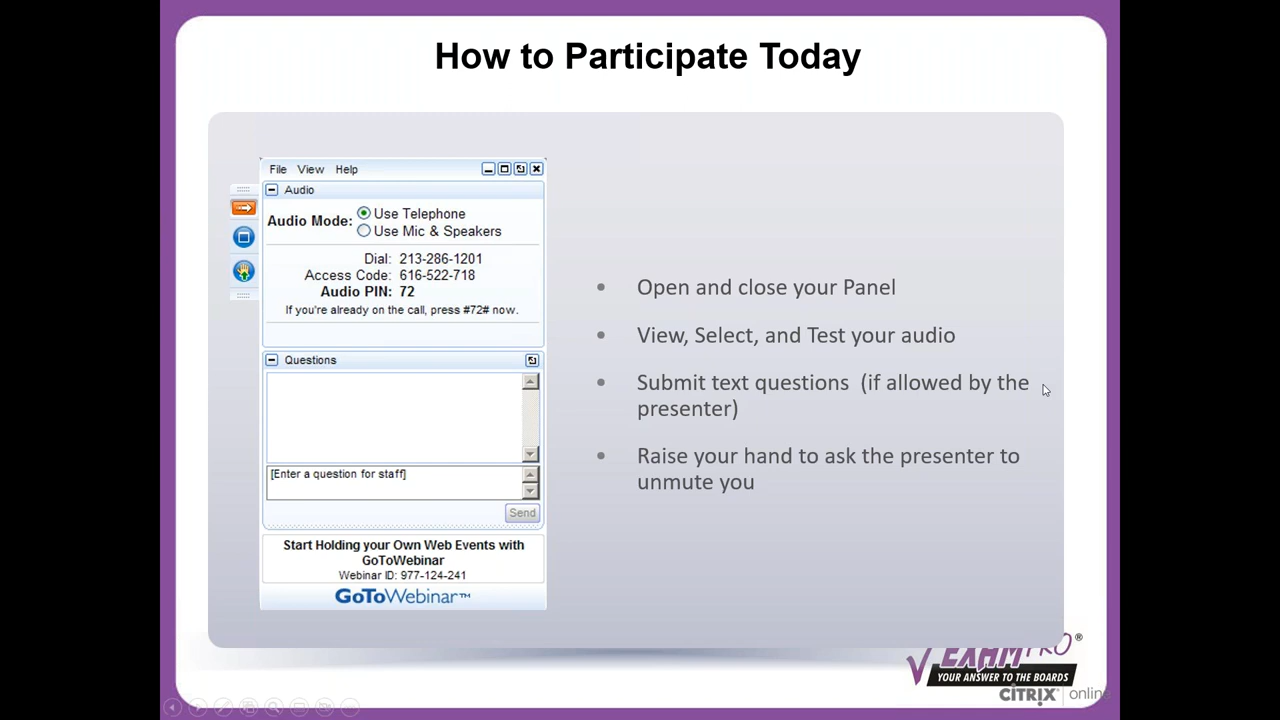 How to Participate Today
File View Help
Audio
Audio Mode: Use Telephone
Use Mic & Speakers
Dial: 213-286-1201
Access Code: 616-522-718
Audio PIN: 72
If you're already on the call, press #72# now.
Questions
[Enter a question for staff]
Send
Start Holding your Own Web Events with
GoToWebinar
Webinar ID: 977-124-241
GoToWebinar™
• Open and close your Panel
• View, Select, and Test your audio
• Submit text questions (if allowed by the
presenter)
• Raise your hand to ask the presenter to
unmute you
EXAMPRO®
YOUR ANSWER TO THE BOARDS
CITRIX online